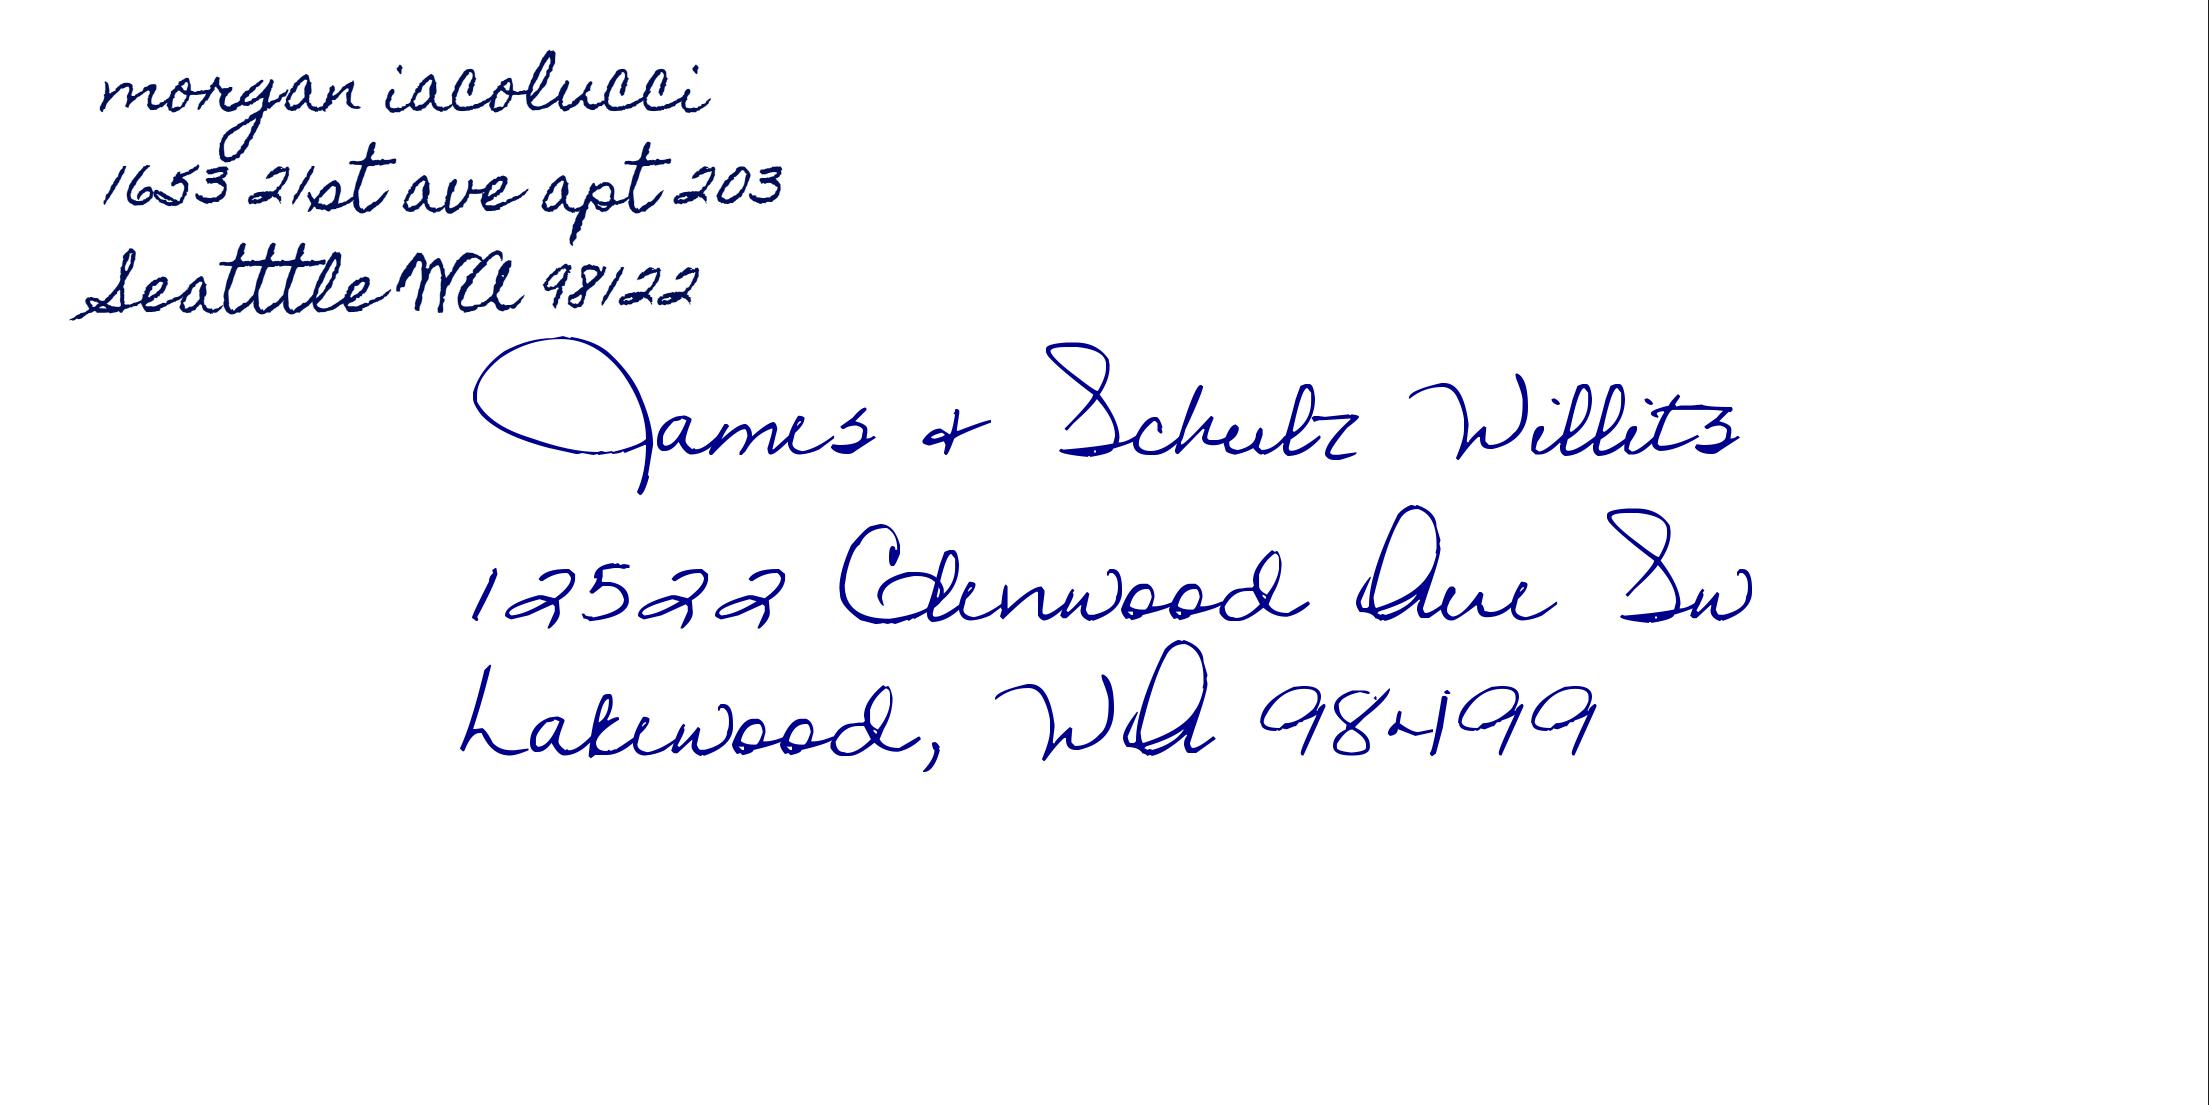 morgan iacolucci
1653 21st ave apt 203
Seatttle WA 98122
James & Schultz Willits
12522 Glenwood Ave Sw
Lakewood, WA 98499